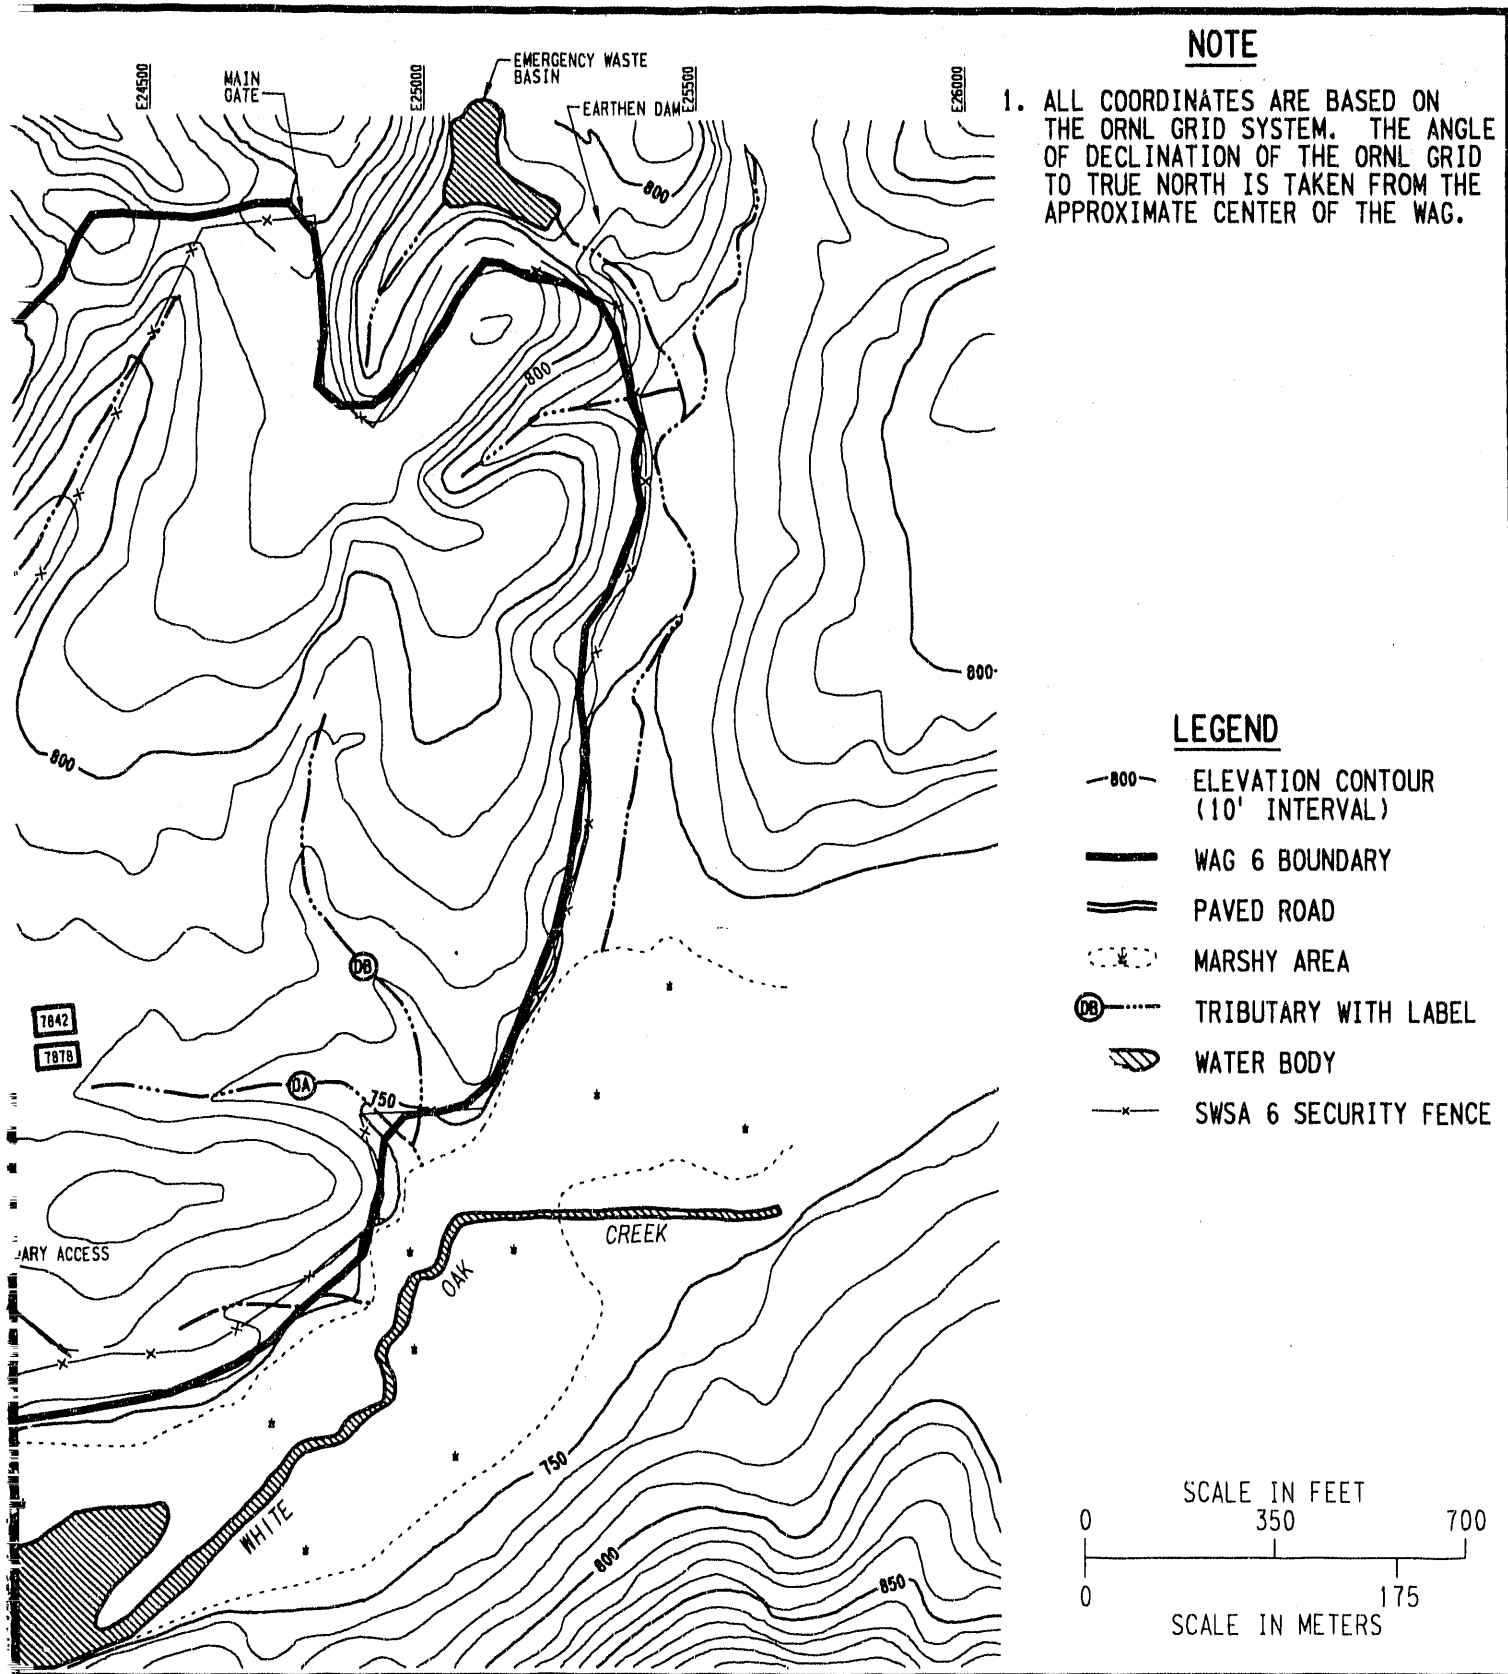 NOTE
1. ALL COORDINATES ARE BASED ON
THE ORNL GRID SYSTEM. THE ANGLE
OF DECLINATION OF THE ORNL GRID
TO TRUE NORTH IS TAKEN FROM THE
APPROXIMATE CENTER OF THE WAG.
E24500
MAIN
GATE
E25000
EMERGENCY WASTE
BASIN
EARTHEN DAM
E25500
E26000
800
800
800
800
DB
7842
7878
DA
750
ARY ACCESS
CREEK
OAK
WHITE
750
800
850
LEGEND
800 ELEVATION CONTOUR
(10' INTERVAL)
WAG 6 BOUNDARY
PAVED ROAD
MARSHY AREA
DB TRIBUTARY WITH LABEL
WATER BODY
SWSA 6 SECURITY FENCE
SCALE IN FEET
0 350 700
0 175
SCALE IN METERS